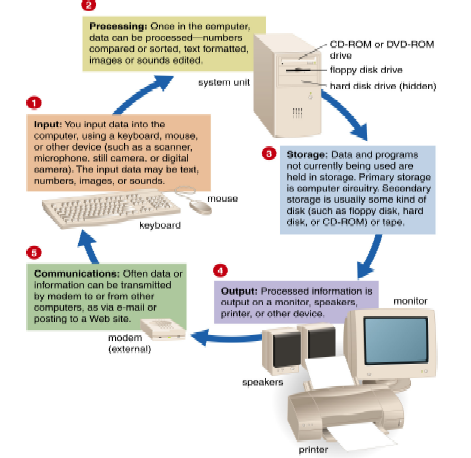 2
Processing: Once in the computer,
data can be processed—numbers
compared or sorted, text formatted,
images or sounds edited.
system unit
CD-ROM or DVD-ROM
drive
floppy disk drive
hard disk drive (hidden)
1
Input: You input data into the
computer, using a keyboard, mouse,
or other device (such as a scanner,
microphone, still camera, or digital
camera). The input data may be text,
numbers, images, or sounds.
mouse
keyboard
3
Storage: Data and programs
not currently being used are
held in storage. Primary storage
is computer circuitry. Secondary
storage is usually some kind of
disk (such as floppy disk, hard
disk, or CD-ROM) or tape.
5
Communications: Often data or
information can be transmitted
by modem to or from other
computers, as via e-mail or
posting to a Web site.
modem
(external)
4
Output: Processed information is
output on a monitor, speakers,
printer, or other device.
monitor
speakers
printer